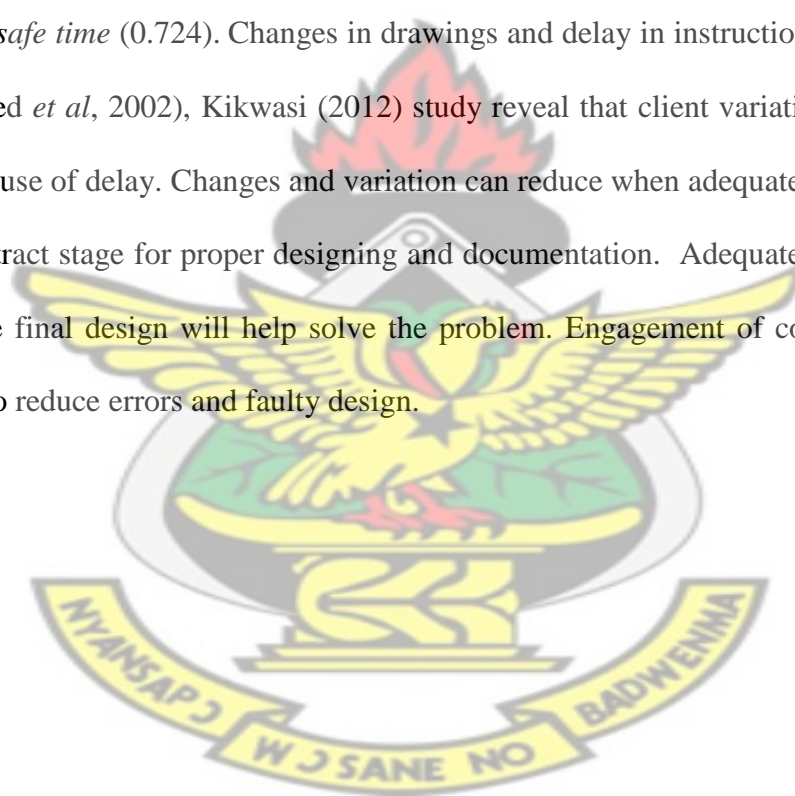 safe time (0.724). Changes in drawings and delay in instruction
ed et al, 2002), Kikwasi (2012) study reveal that client variati
use of delay. Changes and variation can reduce when adequate
tract stage for proper designing and documentation. Adequate
e final design will help solve the problem. Engagement of co
o reduce errors and faulty design.
NYANSAPƆ
WƆSANE NO
BADWENMA